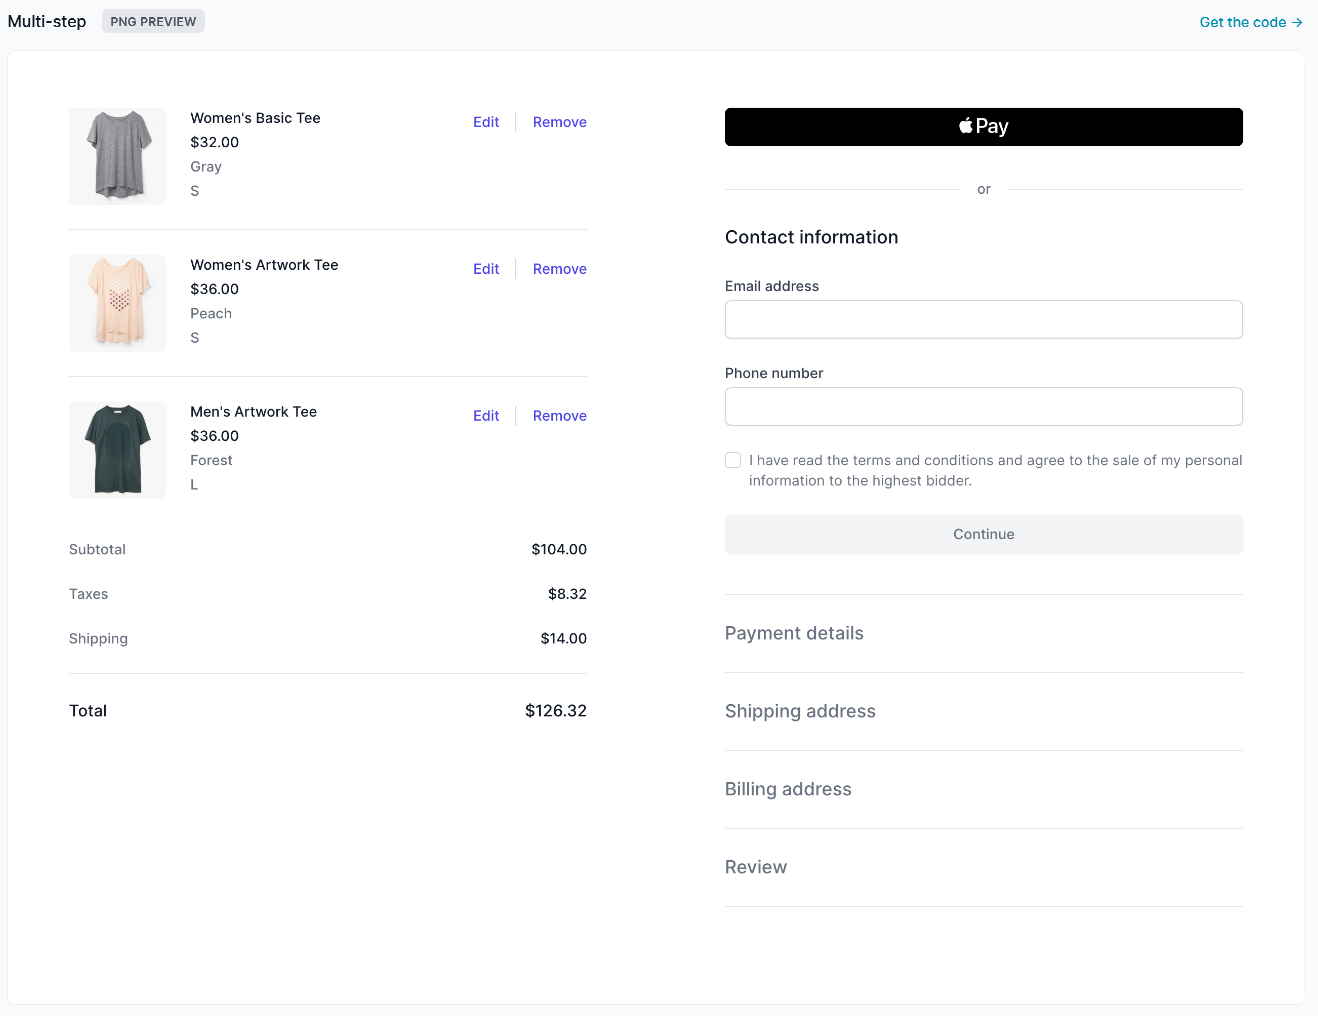 Multi-step
PNG PREVIEW
Get the code →
Women's Basic Tee
$32.00
Gray
S
Edit
Remove
Women's Artwork Tee
$36.00
Peach
S
Edit
Remove
Men's Artwork Tee
$36.00
Forest
L
Edit
Remove
Subtotal $104.00
Taxes $8.32
Shipping $14.00
Total $126.32
Pay
or
Contact information
Email address
Phone number
I have read the terms and conditions and agree to the sale of my personal
information to the highest bidder.
Continue
Payment details
Shipping address
Billing address
Review